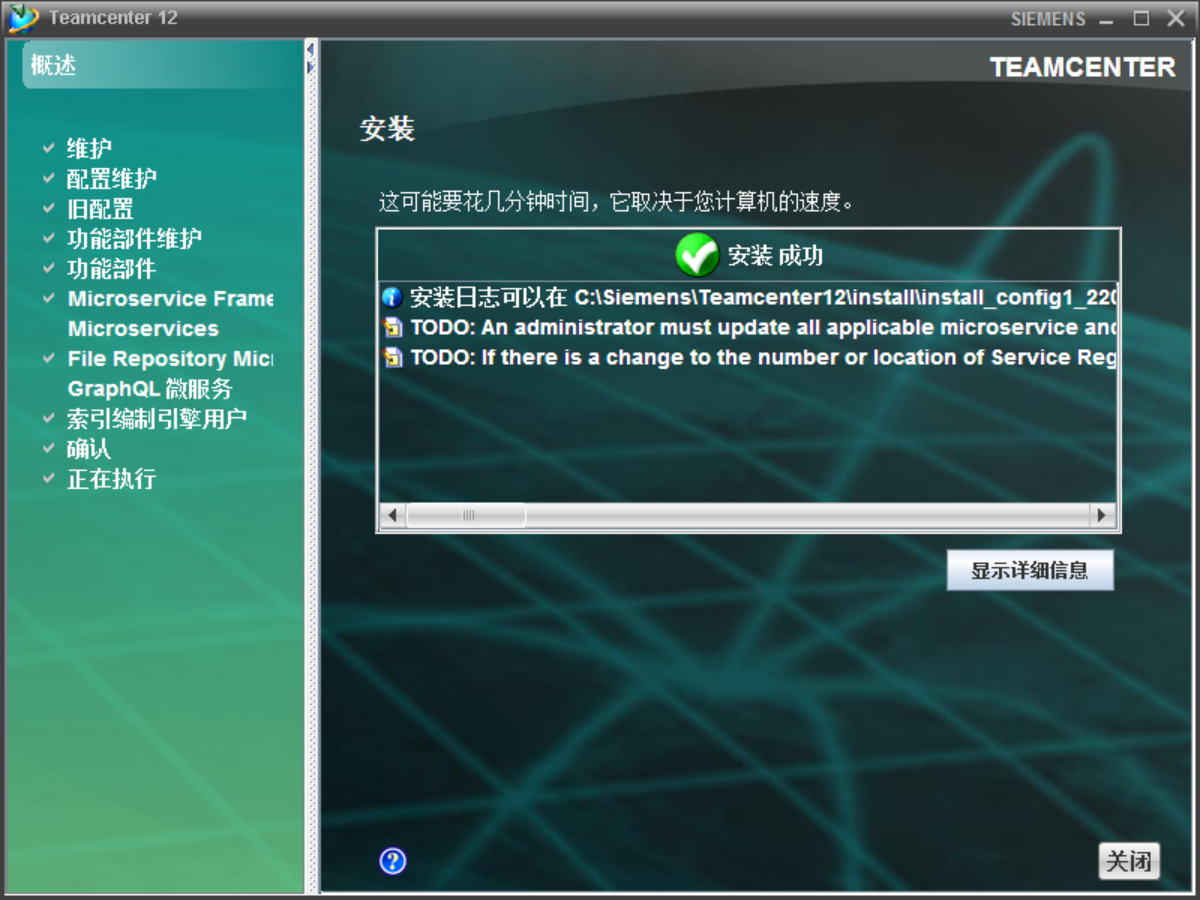 Teamcenter 12
SIEMENS
概述
TEAMCENTER
安装
维护
配置维护
旧配置
功能部件维护
功能部件
Microservice Frame
Microservices
File Repository Mic
GraphQL 微服务
索引编制引擎用户
确认
正在执行
这可能要花几分钟时间，它取决于您计算机的速度。
安装 成功
安装日志可以在 C:\Siemens\Teamcenter12\install\install_config1_220
TODO: An administrator must update all applicable microservice and
TODO: If there is a change to the number or location of Service Reg
显示详细信息
关闭